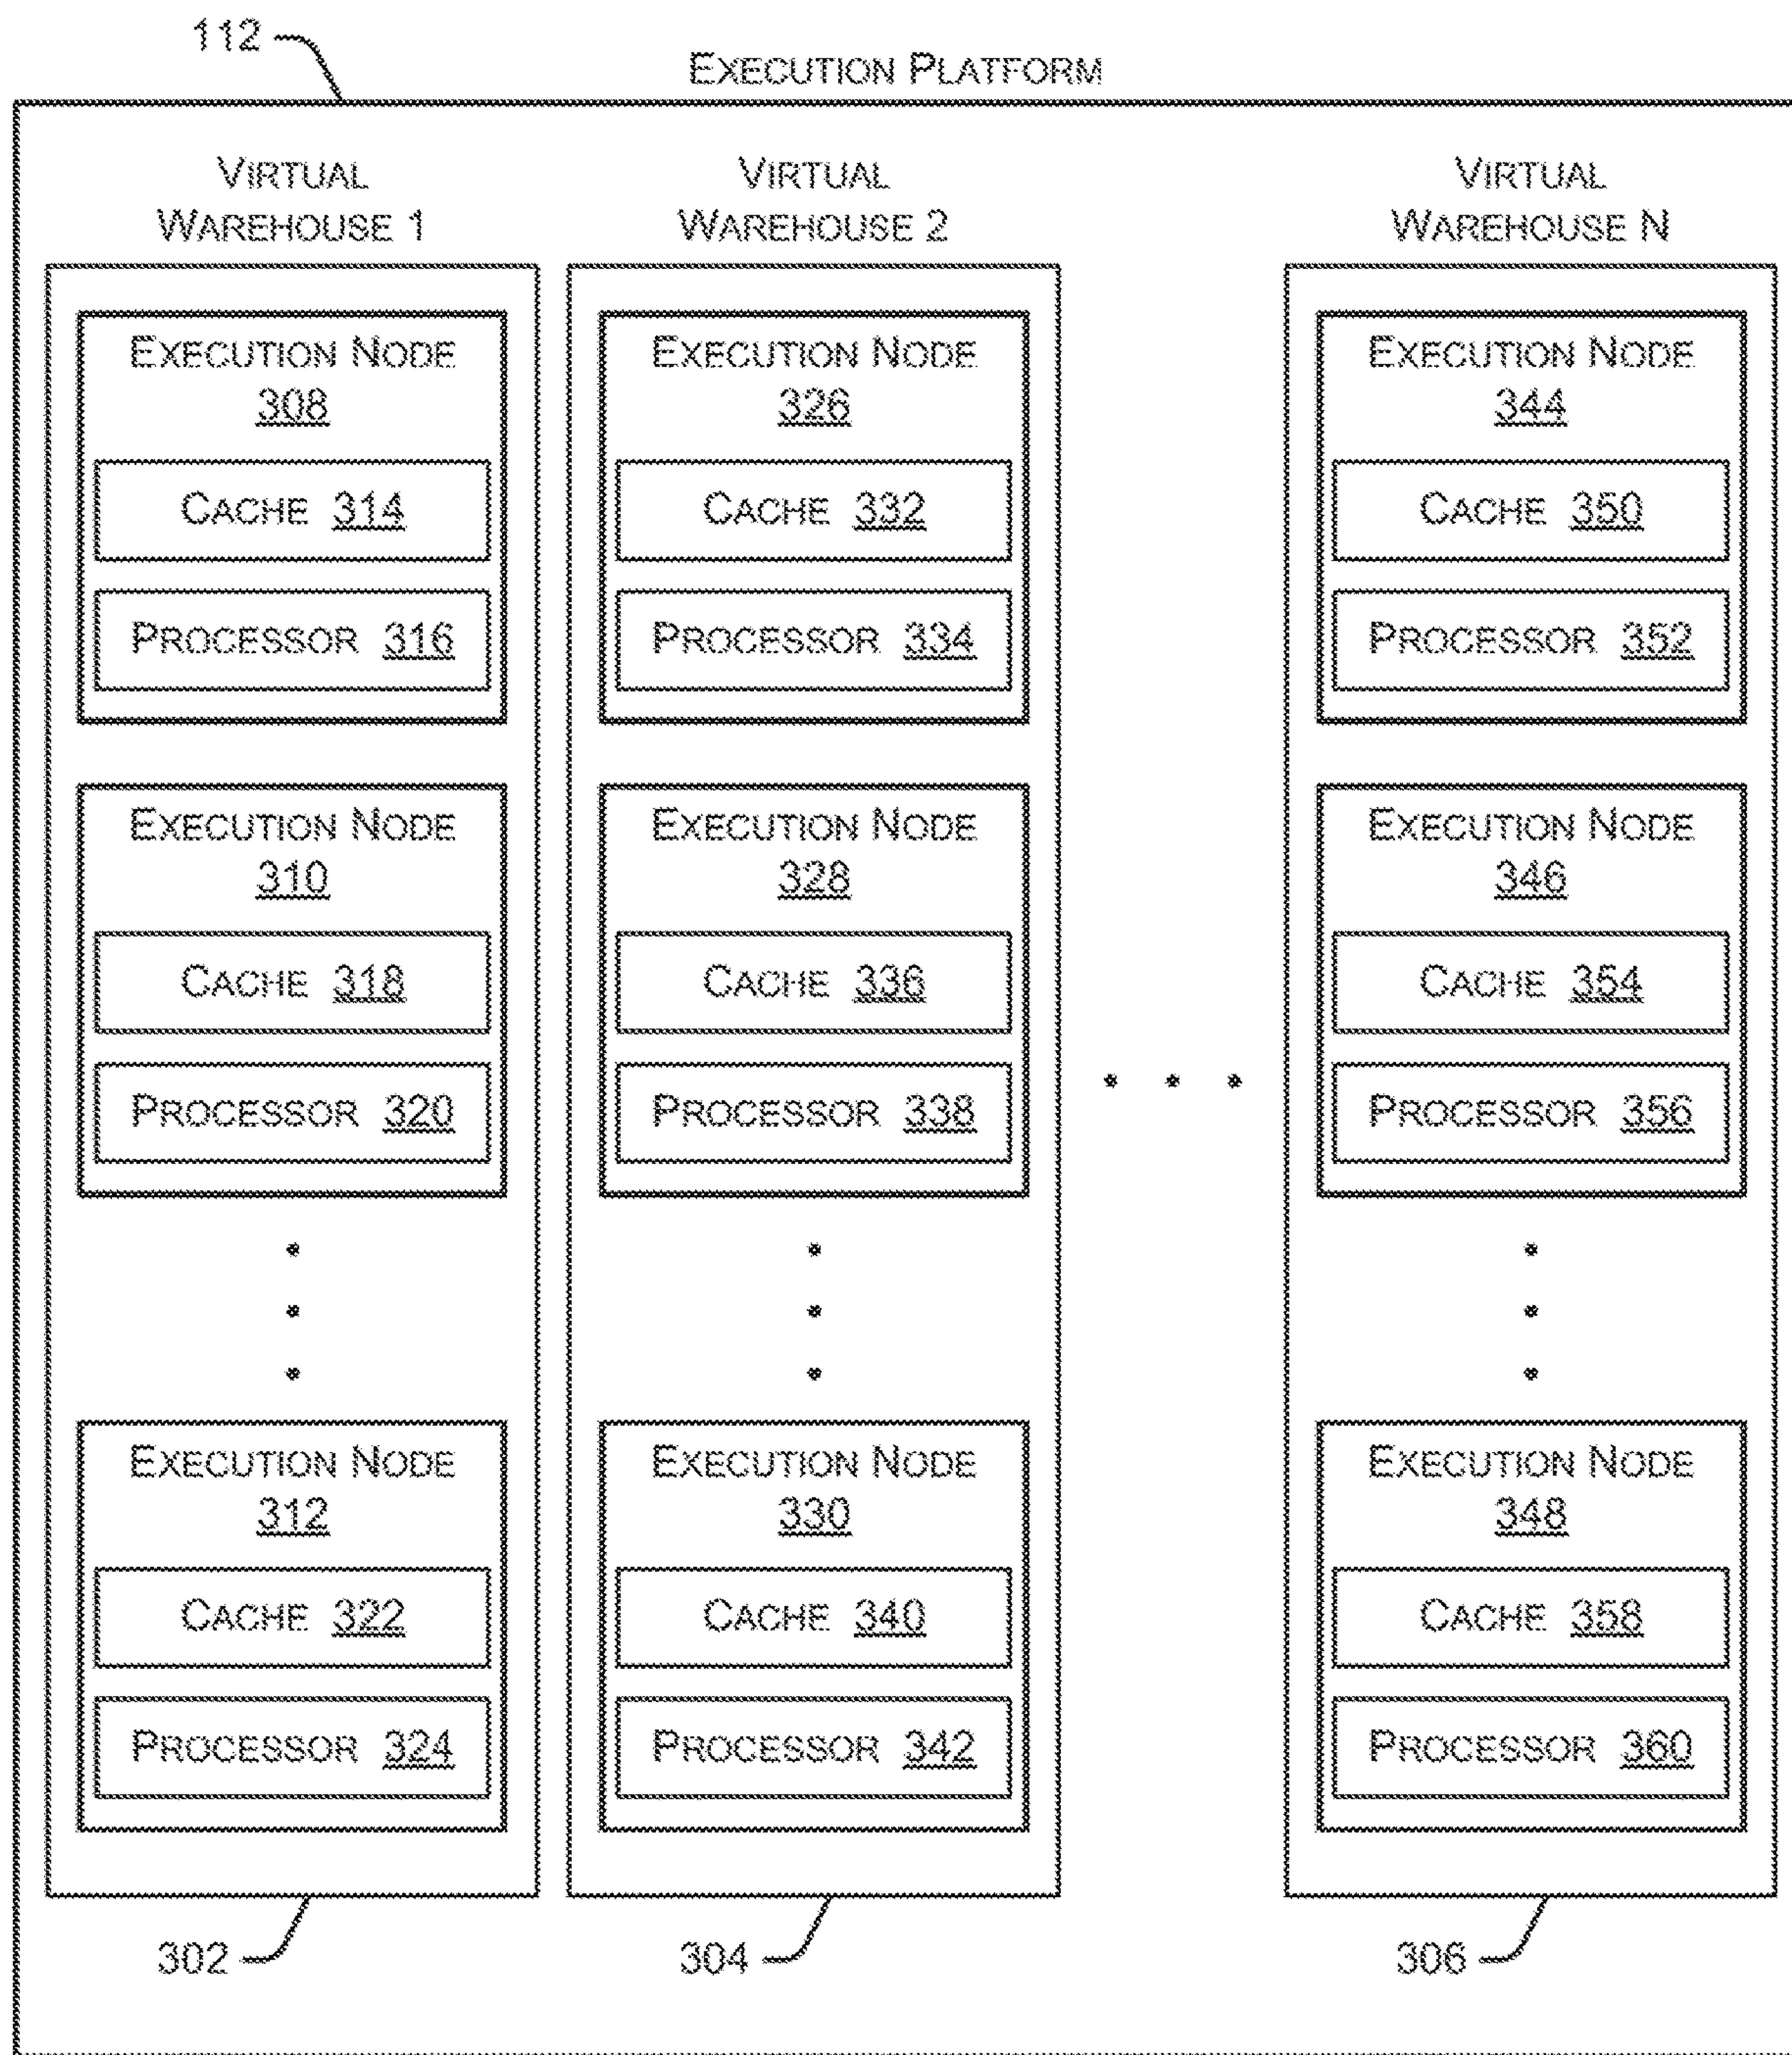 112
EXECUTION PLATFORM
VIRTUAL
WAREHOUSE 1
EXECUTION NODE
308
CACHE 314
PROCESSOR 316
EXECUTION NODE
310
CACHE 318
PROCESSOR 320
EXECUTION NODE
312
CACHE 322
PROCESSOR 324
302
VIRTUAL
WAREHOUSE 2
EXECUTION NODE
326
CACHE 332
PROCESSOR 334
EXECUTION NODE
328
CACHE 336
PROCESSOR 338
EXECUTION NODE
330
CACHE 340
PROCESSOR 342
304
VIRTUAL
WAREHOUSE N
EXECUTION NODE
344
CACHE 350
PROCESSOR 352
EXECUTION NODE
346
CACHE 354
PROCESSOR 356
EXECUTION NODE
348
CACHE 358
PROCESSOR 360
306